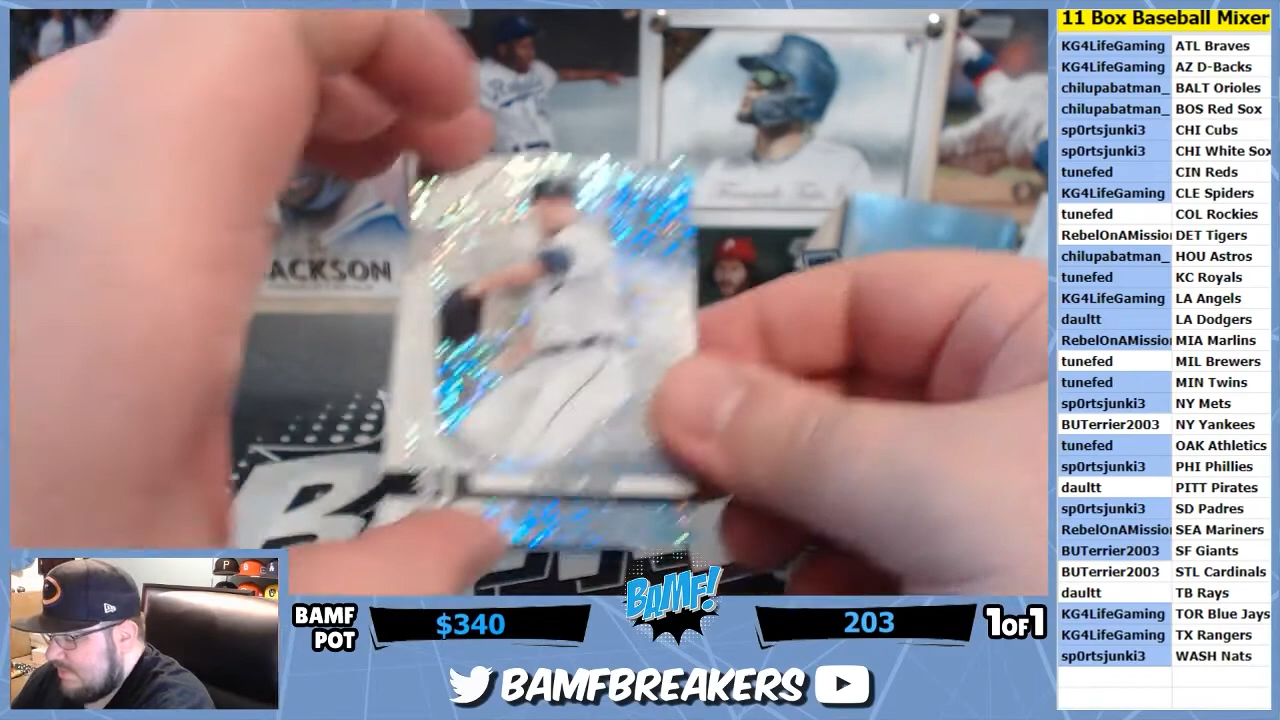 11 Box Baseball Mixer
KG4LifeGaming ATL Braves
KG4LifeGaming AZ D-Backs
chilupabatman_ BALT Orioles
chilupabatman_ BOS Red Sox
sp0rtsjunki3 CHI Cubs
sp0rtsjunki3 CHI White Sox
tunefed CIN Reds
KG4LifeGaming CLE Spiders
tunefed COL Rockies
RebelOnAMissio DET Tigers
chilupabatman_ HOU Astros
tunefed KC Royals
KG4LifeGaming LA Angels
daultt LA Dodgers
RebelOnAMissio MIA Marlins
tunefed MIL Brewers
tunefed MIN Twins
sp0rtsjunki3 NY Mets
BUTerrier2003 NY Yankees
tunefed OAK Athletics
sp0rtsjunki3 PHI Phillies
daultt PITT Pirates
sp0rtsjunki3 SD Padres
RebelOnAMissio SEA Mariners
BUTerrier2003 SF Giants
BUTerrier2003 STL Cardinals
daultt TB Rays
KG4LifeGaming TOR Blue Jays
KG4LifeGaming TX Rangers
sp0rtsjunki3 WASH Nats
JACKSON
BAMF POT
$340
BAMF!
203
1OF1
BAMFBREAKERS